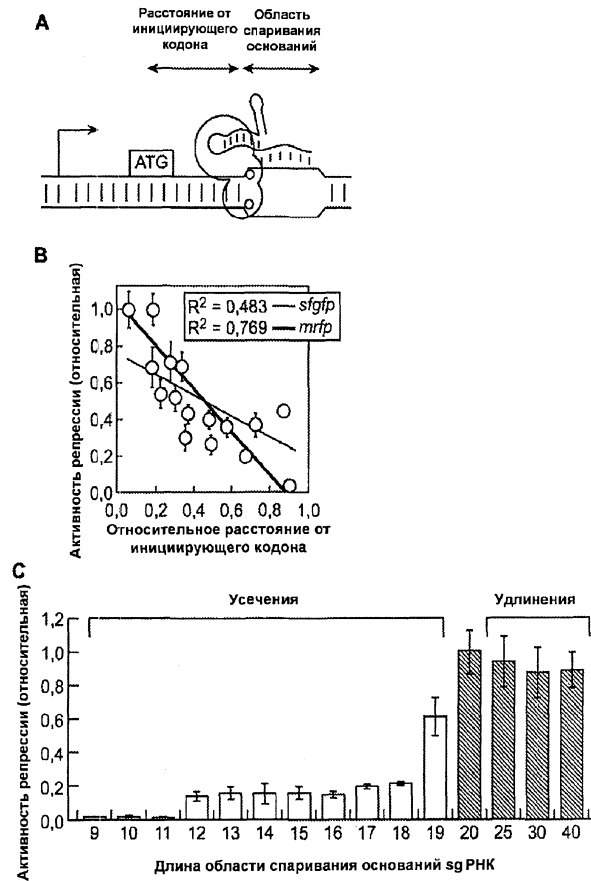 A
Расстояние от
инициирующего
кодона
Область
спаривания
оснований
ATG
B
Активность репрессии (относительная)
1,0
0,8
0,6
0,4
0,2
0,0
R² = 0,483 — sfgfp
R² = 0,769 — mrfp
0,0 0,2 0,4 0,6 0,8 1,0
Относительное расстояние от
инициирующего кодона
C
Активность репрессии (относительная)
1,2
1,0
0,8
0,6
0,4
0,2
0,0
Усечения
Удлинения
9 10 11 12 13 14 15 16 17 18 19 20 25 30 40
Длина области спаривания оснований sgРНК